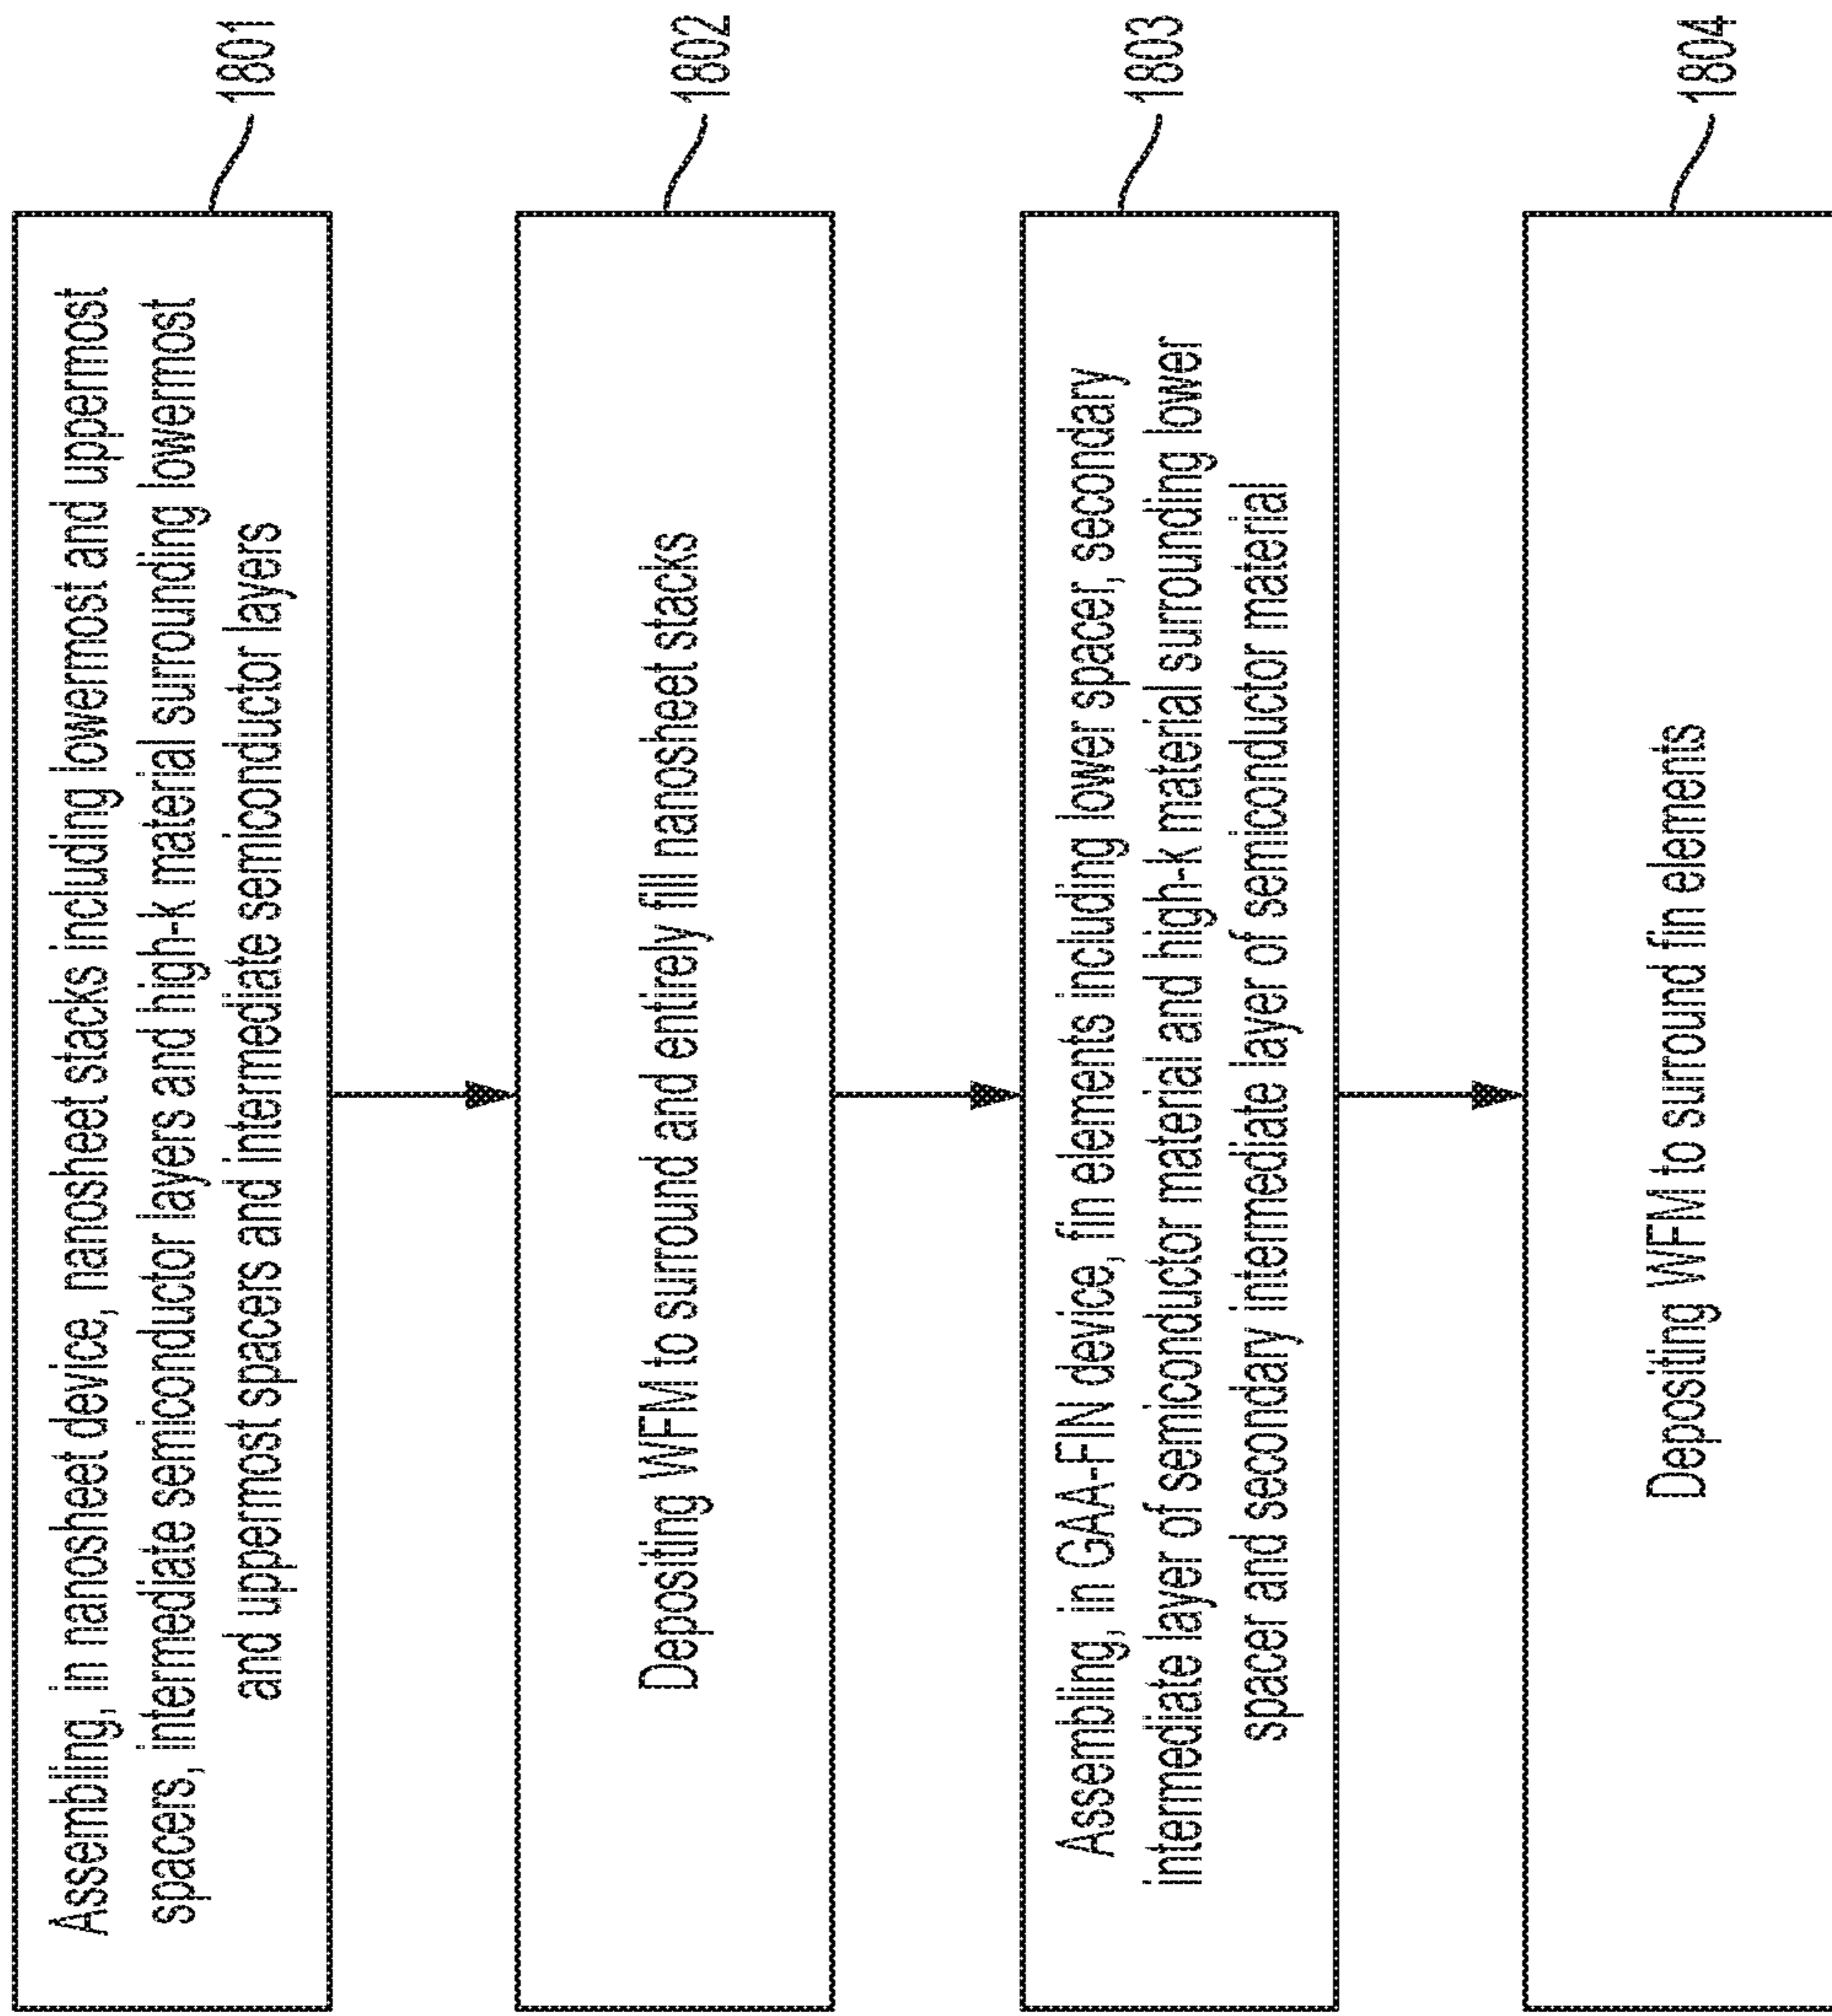 Assembling, in nanosheet device, nanosheet stacks including lowermost and uppermost
spacers, intermediate semiconductor layers and high-k material surrounding lowermost
and uppermost spacers and intermediate semiconductor layers
1801
Depositing WFM to surround and entirely fill nanosheet stacks
1802
Assembling, in GAA-FIN device, fin elements including lower spacer, secondary
intermediate layer of semiconductor material and high-k material surrounding lower
spacer and secondary intermediate layer of semiconductor material
1803
Depositing WFM to surround fin elements
1804